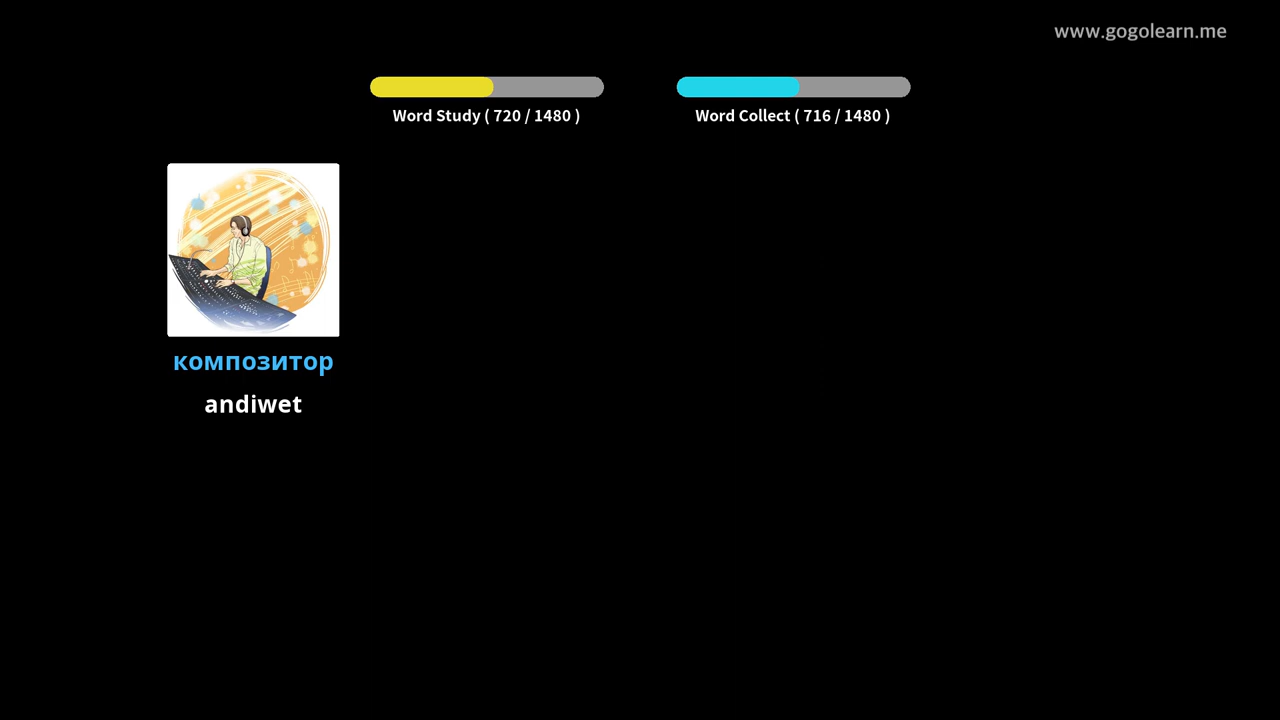 www.gogolearn.me
Word Study ( 720 / 1480 )
Word Collect ( 716 / 1480 )
композитор
andiwet